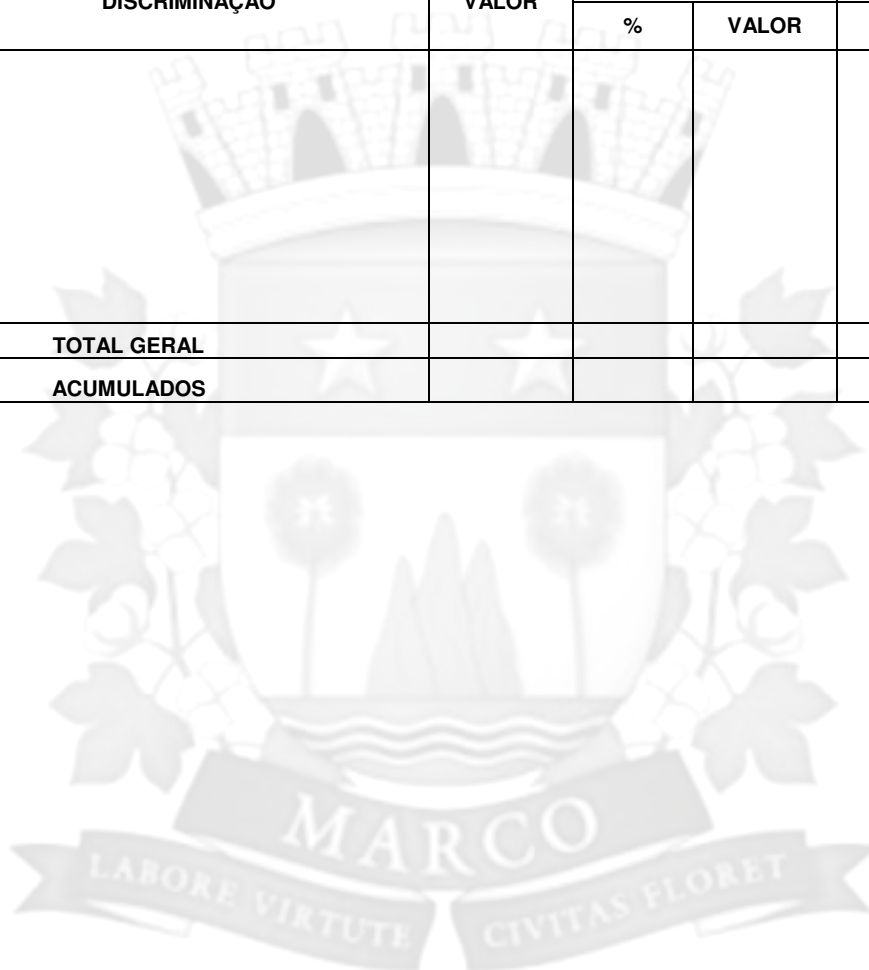 DISCRIMINAÇÃO VALOR
% VALOR
TOTAL GERAL
ACUMULADOS
MARCO
LABORE VIRTUTE CIVITAS FLORET